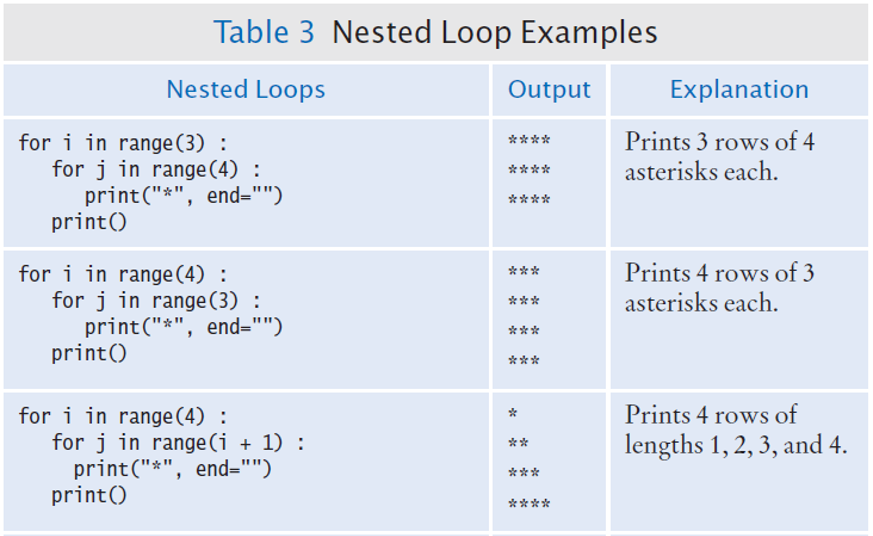 Table 3 Nested Loop Examples
Nested Loops
Output
Explanation
for i in range(3) :
   for j in range(4) :
      print("*", end="")
   print()
****
****
****
Prints 3 rows of 4
asterisks each.
for i in range(4) :
   for j in range(3) :
      print("*", end="")
   print()
***
***
***
***
Prints 4 rows of 3
asterisks each.
for i in range(4) :
   for j in range(i + 1) :
     print("*", end="")
   print()
*
**
***
****
Prints 4 rows of
lengths 1, 2, 3, and 4.